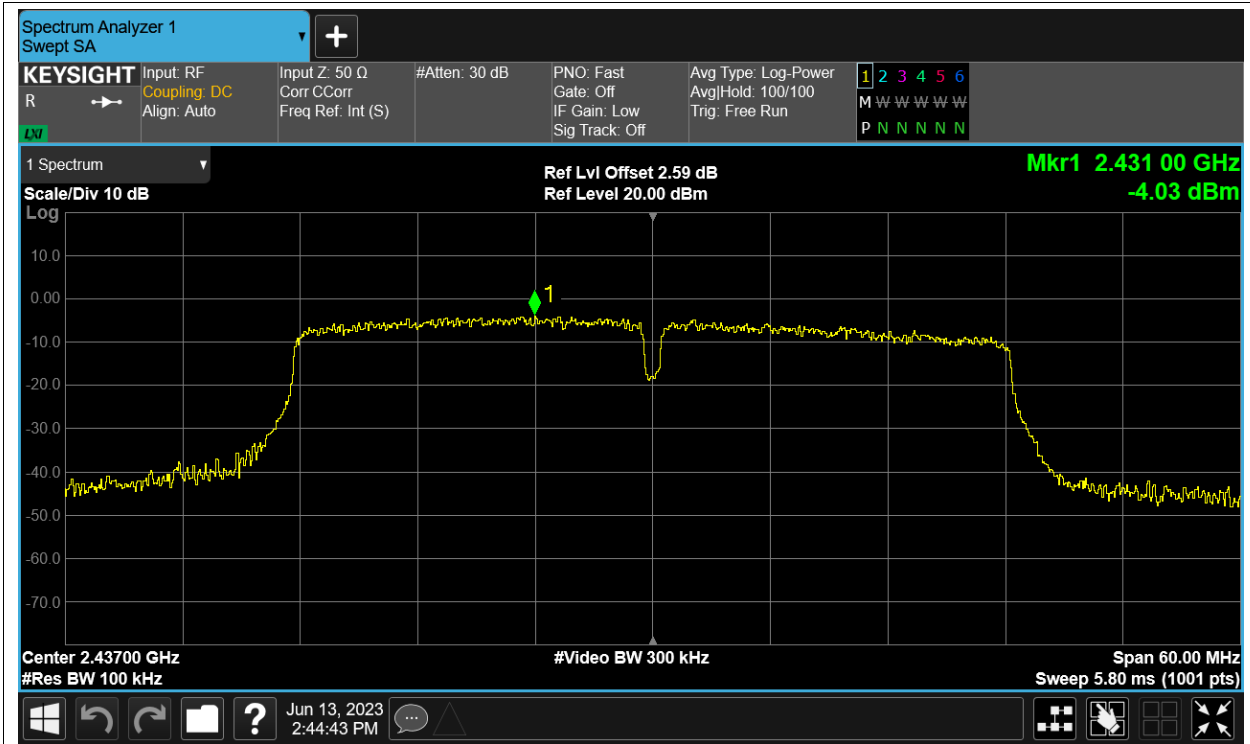 Spectrum Analyzer 1
Swept SA
KEYSIGHT
R
LXI
Input: RF
Coupling: DC
Align: Auto
Input Z: 50 Ω
Corr CCorr
Freq Ref: Int (S)
#Atten: 30 dB
PNO: Fast
Gate: Off
IF Gain: Low
Sig Track: Off
Avg Type: Log-Power
Avg|Hold: 100/100
Trig: Free Run
1 2 3 4 5 6
M W W W W W
P N N N N N
1 Spectrum
Scale/Div 10 dB
Ref Lvl Offset 2.59 dB
Ref Level 20.00 dBm
Mkr1 2.431 00 GHz
-4.03 dBm
Log
10.0
0.00
-10.0
-20.0
-30.0
-40.0
-50.0
-60.0
-70.0
1
Center 2.43700 GHz
#Res BW 100 kHz
#Video BW 300 kHz
Span 60.00 MHz
Sweep 5.80 ms (1001 pts)
?
Jun 13, 2023
2:44:43 PM